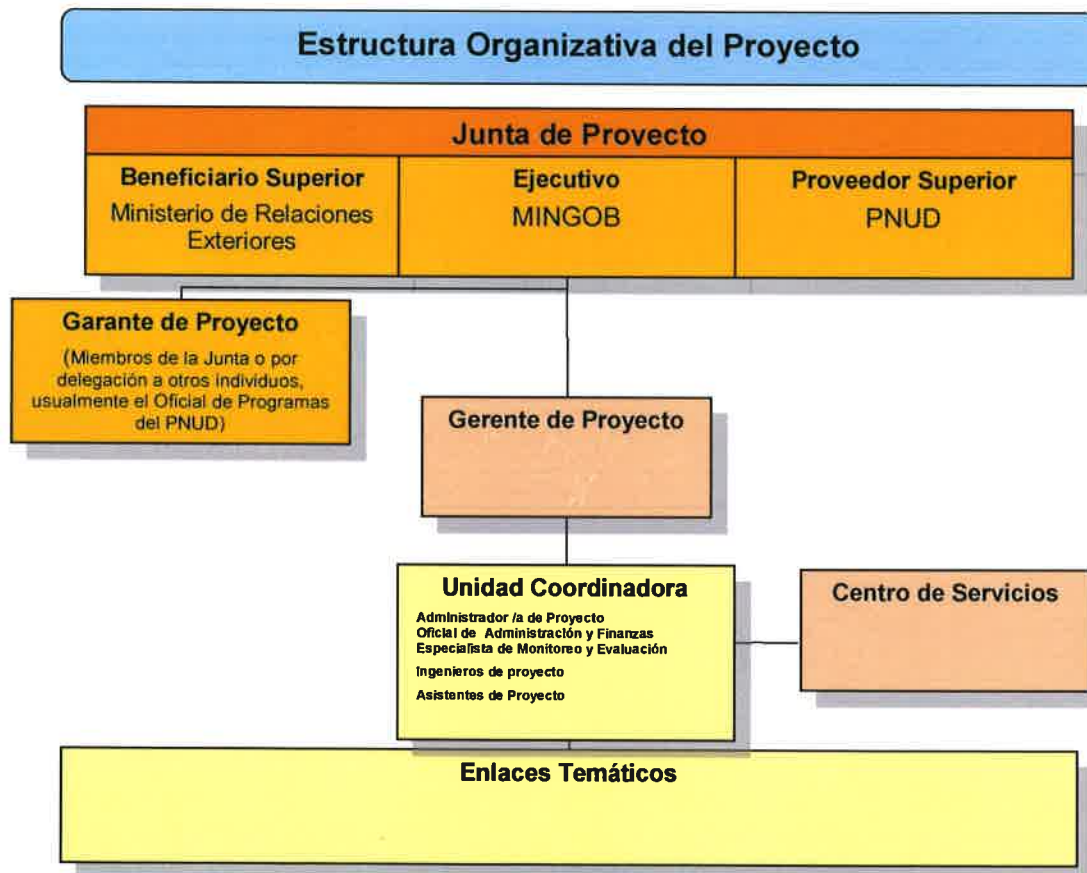 Estructura Organizativa del Proyecto
Junta de Proyecto
Beneficiario Superior
Ministerio de Relaciones
Exteriores
Ejecutivo
MINGOB
Proveedor Superior
PNUD
Garante de Proyecto
(Miembros de la Junta o por
delegación a otros individuos,
usualmente el Oficial de Programas
del PNUD)
Gerente de Proyecto
Unidad Coordinadora
Administrador /a de Proyecto
Oficial de Administración y Finanzas
Especialista de Monitoreo y Evaluación
Ingenieros de proyecto
Asistentes de Proyecto
Centro de Servicios
Enlaces Temáticos